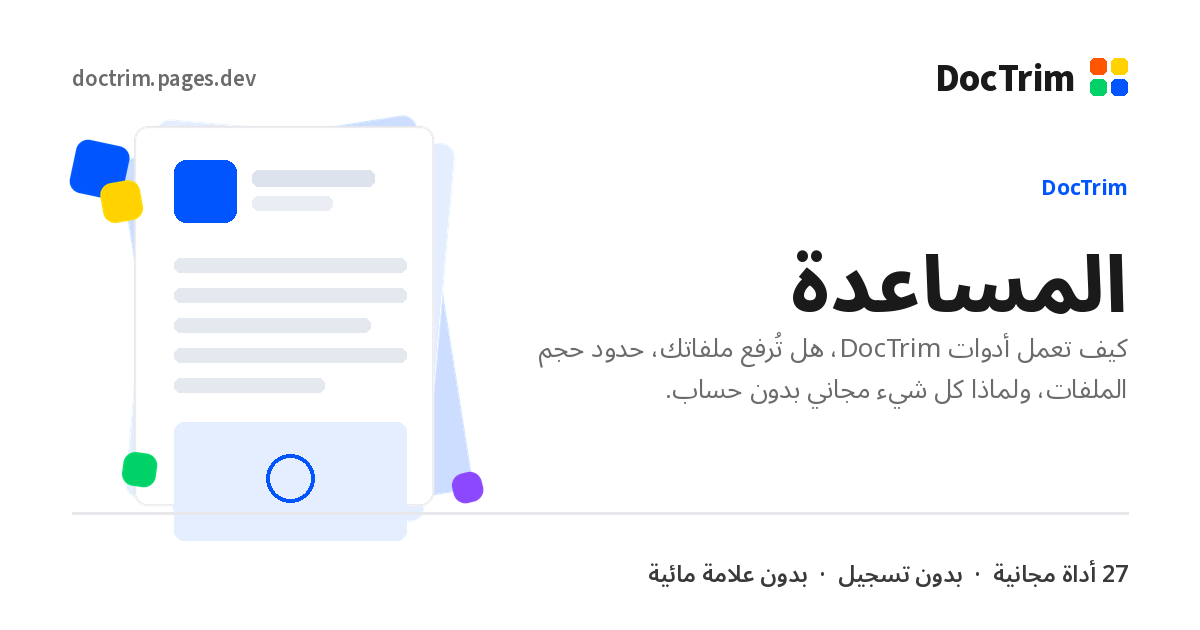 DocTrim
doctrim.pages.dev
DocTrim
المساعدة
كيف تعمل أدوات DocTrim، هل تُرفع ملفاتك، حدود حجم
الملفات، ولماذا كل شيء مجاني بدون حساب.
27 أداة مجانية · بدون تسجيل · بدون علامة مائية